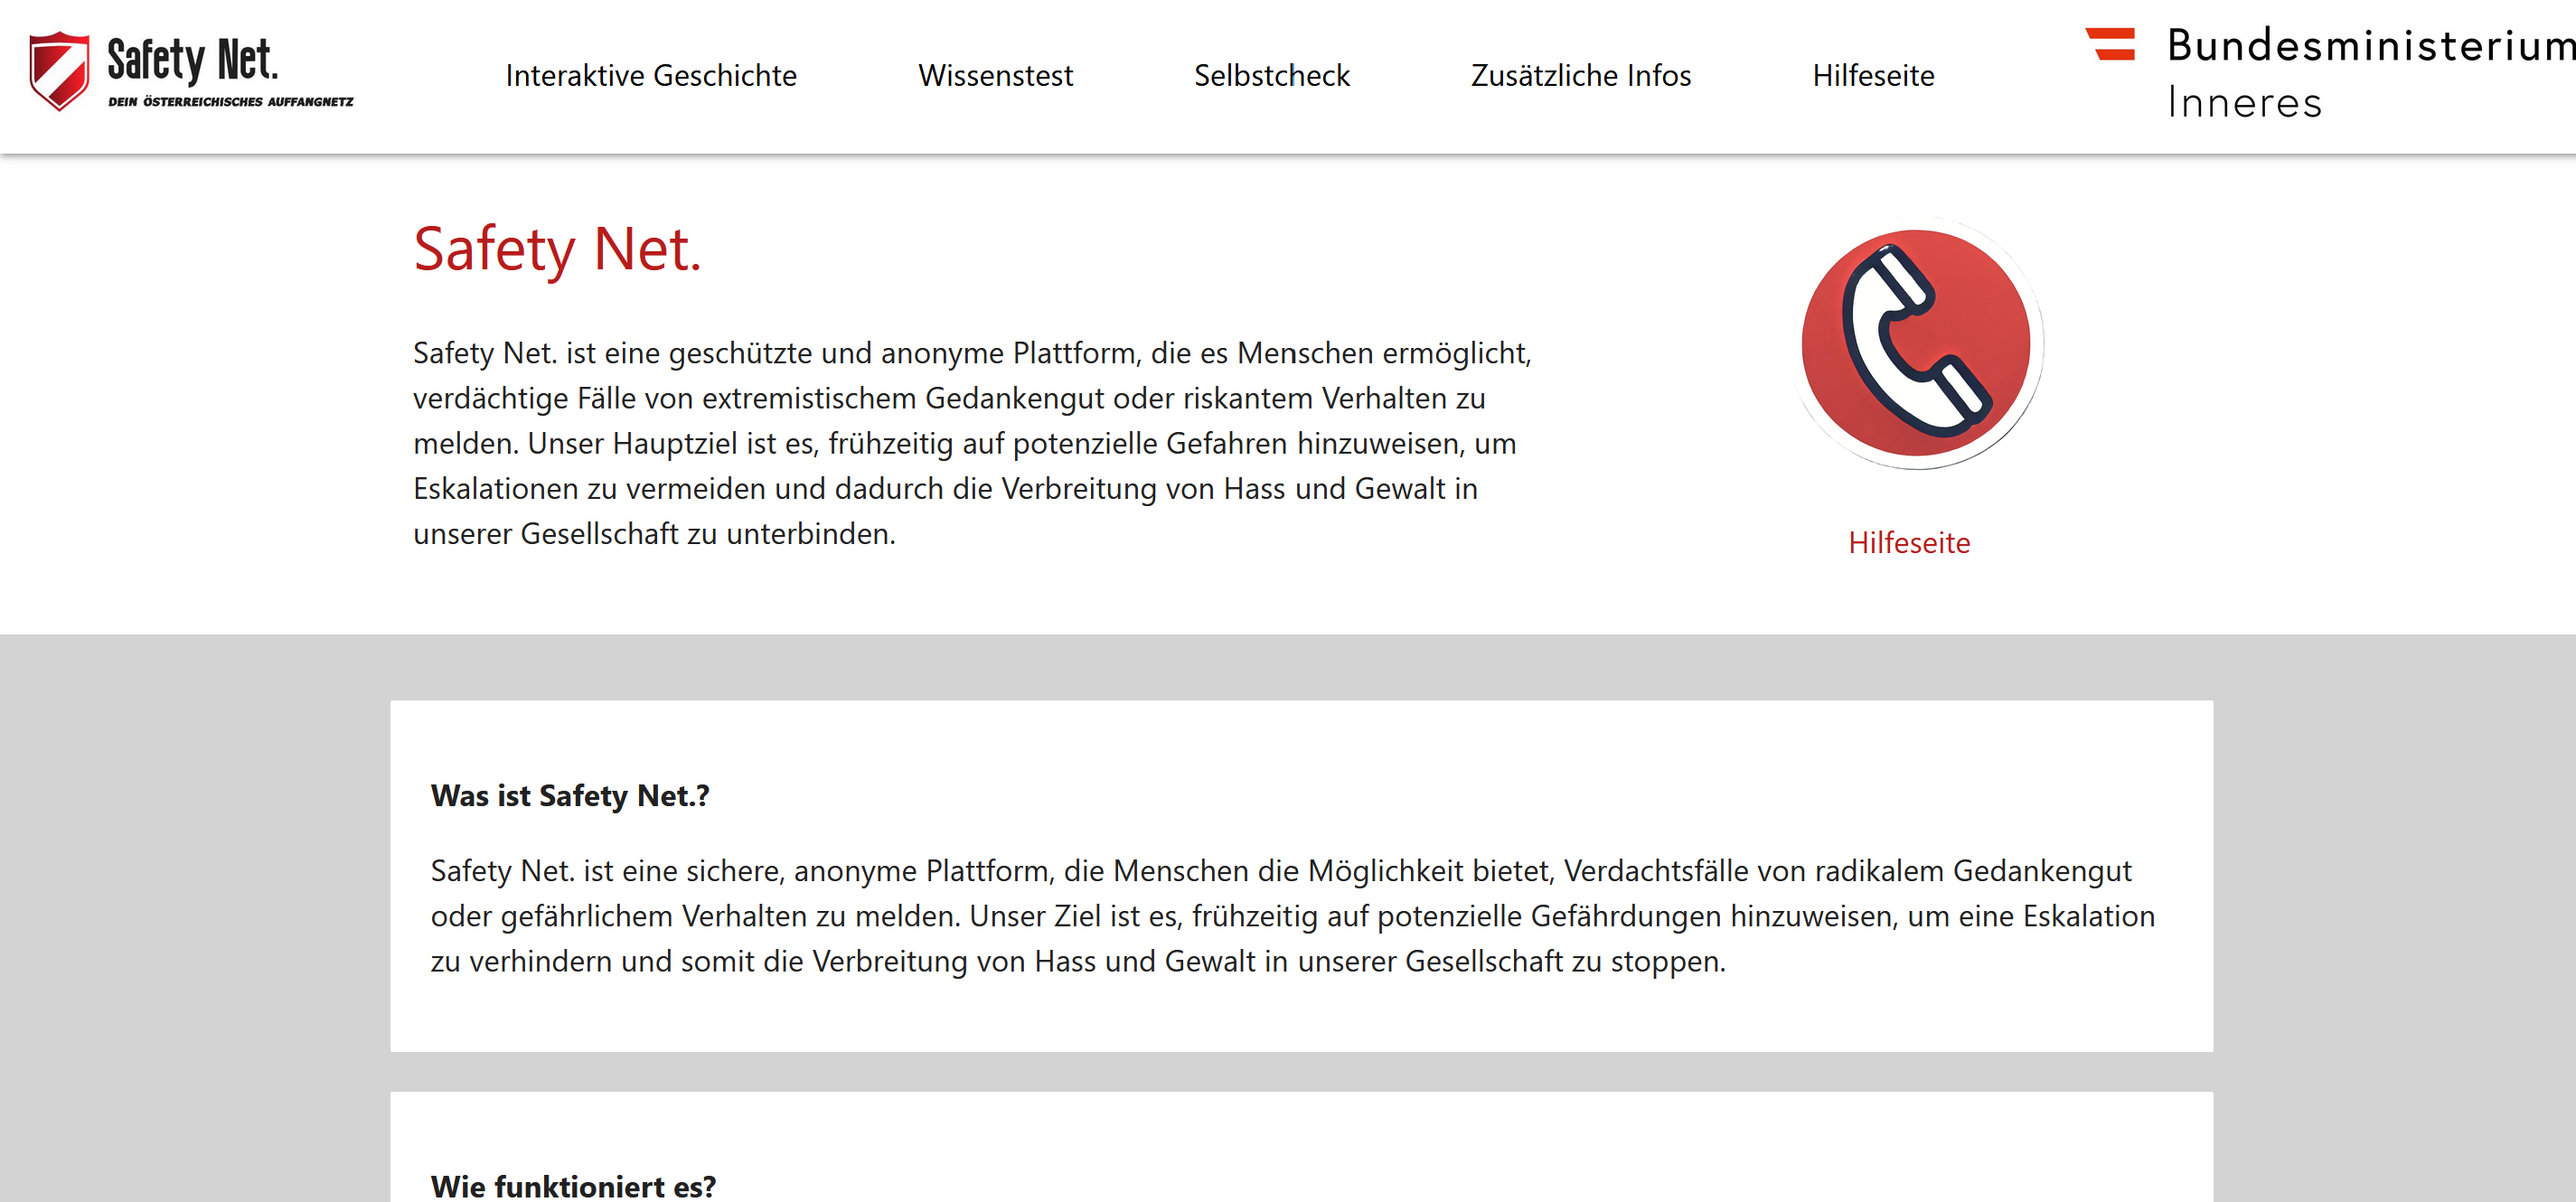 Safety Net.
DEIN ÖSTERREICHISCHES AUFFANGNETZ
Interaktive Geschichte
Wissenstest
Selbstcheck
Zusätzliche Infos
Hilfeseite
Bundesministerium
Inneres
Safety Net.
Safety Net. ist eine geschützte und anonyme Plattform, die es Menschen ermöglicht,
verdächtige Fälle von extremistischem Gedankengut oder riskantem Verhalten zu
melden. Unser Hauptziel ist es, frühzeitig auf potenzielle Gefahren hinzuweisen, um
Eskalationen zu vermeiden und dadurch die Verbreitung von Hass und Gewalt in
unserer Gesellschaft zu unterbinden.
Hilfeseite
Was ist Safety Net.?
Safety Net. ist eine sichere, anonyme Plattform, die Menschen die Möglichkeit bietet, Verdachtsfälle von radikalem Gedankengut
oder gefährlichem Verhalten zu melden. Unser Ziel ist es, frühzeitig auf potenzielle Gefährdungen hinzuweisen, um eine Eskalation
zu verhindern und somit die Verbreitung von Hass und Gewalt in unserer Gesellschaft zu stoppen.
Wie funktioniert es?